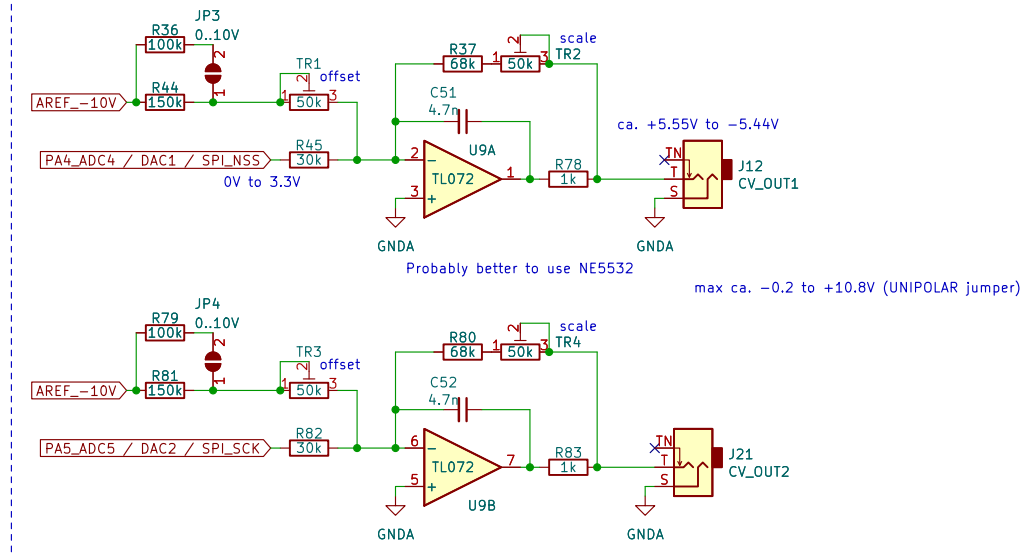 JP3
R36
0..10V
100k
2
1
R44
150k
AREF_-10V
TR1
offset
2
1
3
50k
R45
30k
PA4_ADC4 / DAC1 / SPI_NSS
0V to 3.3V
R37
68k
2
scale
TR2
1
3
50k
C51
4.7n
U9A
2
3
1
TL072
GNDA
R78
1k
ca. +5.55V to -5.44V
TN
T
S
J12
CV_OUT1
GNDA
Probably better to use NE5532
max ca. -0.2 to +10.8V (UNIPOLAR jumper)
JP4
R79
0..10V
100k
2
1
R81
150k
AREF_-10V
TR3
offset
2
1
3
50k
R82
30k
PA5_ADC5 / DAC2 / SPI_SCK
R80
68k
2
scale
TR4
1
3
50k
C52
4.7n
6
5
7
TL072
U9B
GNDA
R83
1k
TN
T
S
J21
CV_OUT2
GNDA